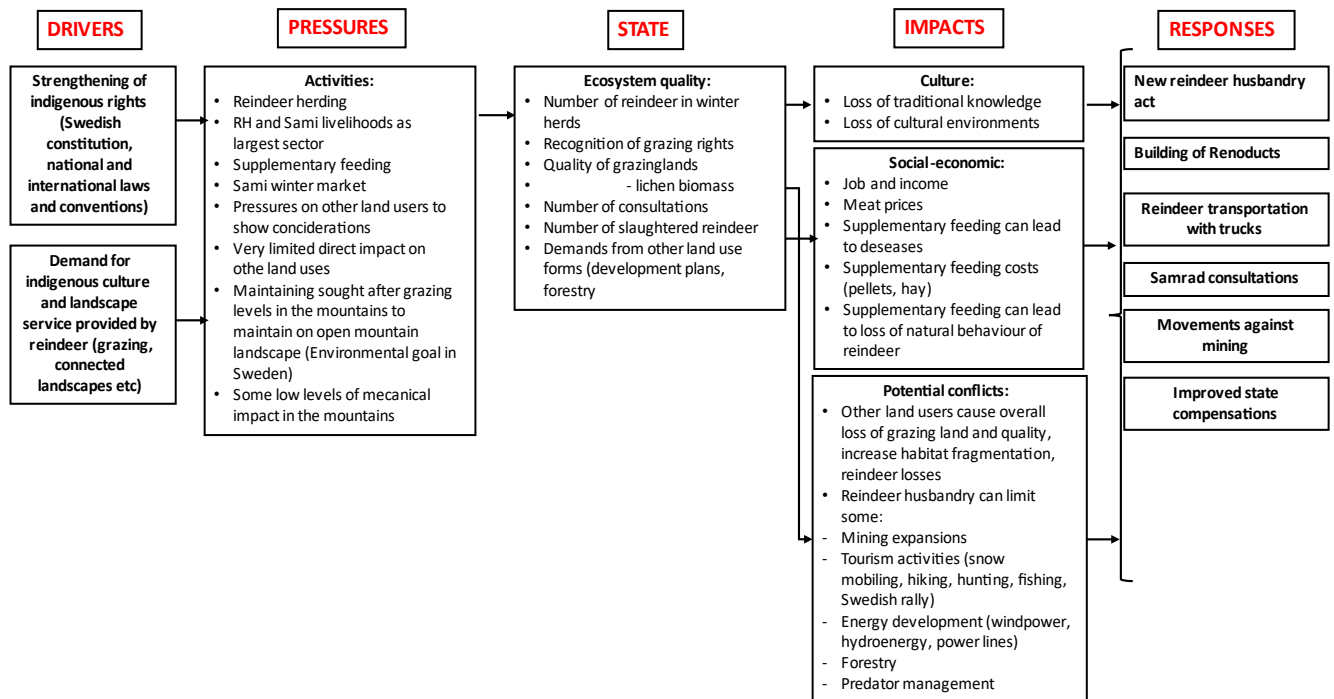 DRIVERS
Strengthening of
indigenous rights
(Swedish
constitution,
national and
international laws
and conventions)
Demand for
indigenous culture
and landscape
service provided by
reindeer (grazing,
connected
landscapes etc)
PRESSURES
Activities:
• Reindeer herding
• RH and Sami livelihoods as
largest sector
• Supplementary feeding
• Sami winter market
• Pressures on other land users to
show conciderations
• Very limited direct impact on
othe land uses
• Maintaining sought after grazing
levels in the mountains to
maintain on open mountain
landscape (Environmental goal in
Sweden)
• Some low levels of mecanical
impact in the mountains
STATE
Ecosystem quality:
• Number of reindeer in winter
herds
• Recognition of grazing rights
• Quality of grazinglands
• - lichen biomass
• Number of consultations
• Number of slaughtered reindeer
• Demands from other land use
forms (development plans,
forestry
IMPACTS
Culture:
• Loss of traditional knowledge
• Loss of cultural environments
Social-economic:
• Job and income
• Meat prices
• Supplementary feeding can lead
to deseases
• Supplementary feeding costs
(pellets, hay)
• Supplementary feeding can lead
to loss of natural behaviour of
reindeer
Potential conflicts:
• Other land users cause overall
loss of grazing land and quality,
increase habitat fragmentation,
reindeer losses
• Reindeer husbandry can limit
some:
- Mining expansions
- Tourism activities (snow
mobiling, hiking, hunting, fishing,
Swedish rally)
- Energy development (windpower,
hydroenergy, power lines)
- Forestry
- Predator management
RESPONSES
New reindeer husbandry
act
Building of Renoducts
Reindeer transportation
with trucks
Samrad consultations
Movements against
mining
Improved state
compensations